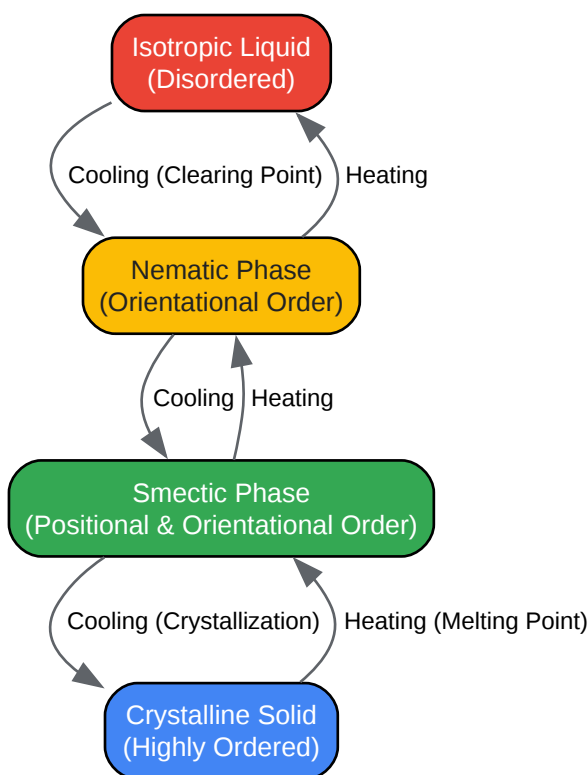 Isotropic Liquid
(Disordered)
Cooling (Clearing Point)
Heating
Nematic Phase
(Orientational Order)
Cooling
Heating
Smectic Phase
(Positional & Orientational Order)
Cooling (Crystallization)
Heating (Melting Point)
Crystalline Solid
(Highly Ordered)